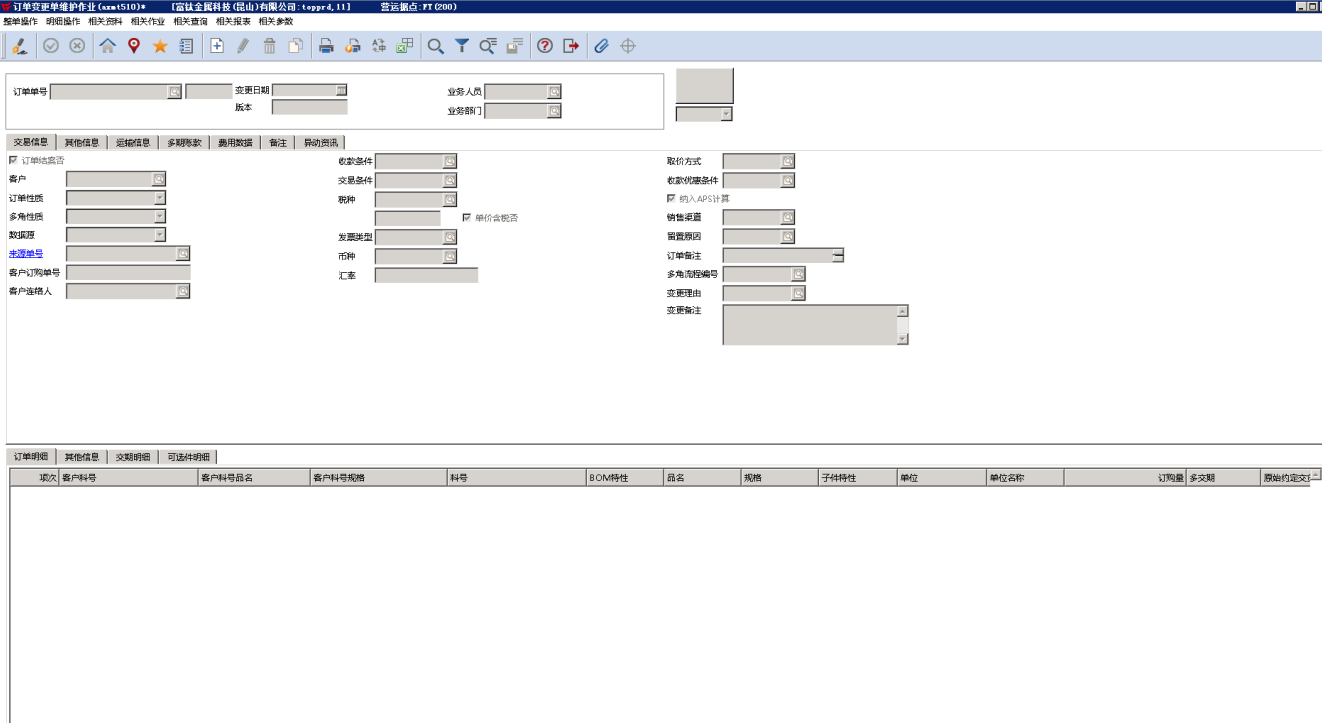 订单变更单维护作业(axmt510)* [富钛金属科技(昆山)有限公司:topprd,11] 营运据点:FT(200)
整单操作 明细操作 相关资料 相关作业 相关查询 相关报表 相关参数
订单单号 变更日期 业务人员
版本 业务部门
交易信息 其他信息 运输信息 多期账款 费用数据 备注 异动资讯
订单结案否 收款条件 取价方式
客户 交易条件 收款优惠条件
订单性质 税种 纳入APS计算
多角性质 单价含税否 销售渠道
数据源 发票类型 留置原因
来源单号 币种 订单备注
客户订购单号 汇率 多角流程编号
客户连络人 变更理由
变更备注
订单明细 其他信息 交期明细 可选件明细
项次 客户料号 客户料号品名 客户料号规格 料号 BOM特性 品名 规格 子件特性 单位 单位名称 订购量 多交期 原始约定交